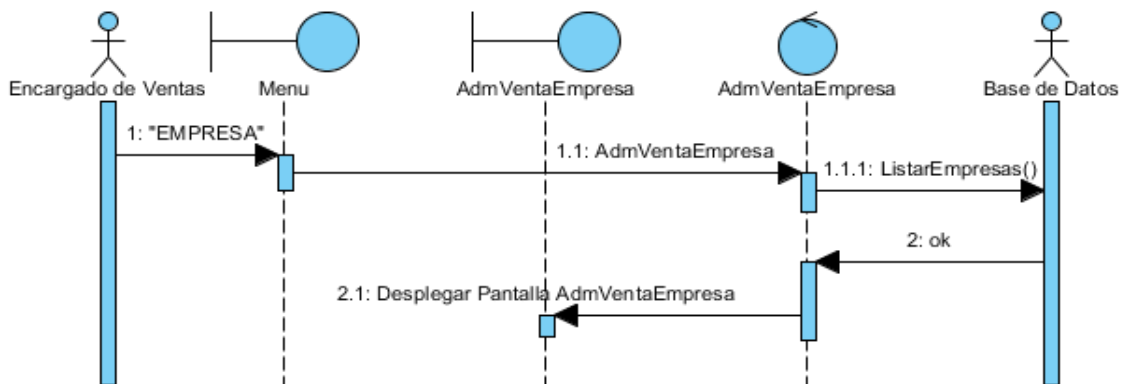 Encargado de Ventas
Menu
AdmVentaEmpresa
AdmVentaEmpresa
Base de Datos
1: "EMPRESA"
1.1: AdmVentaEmpresa
1.1.1: ListarEmpresas()
2: ok
2.1: Desplegar Pantalla AdmVentaEmpresa